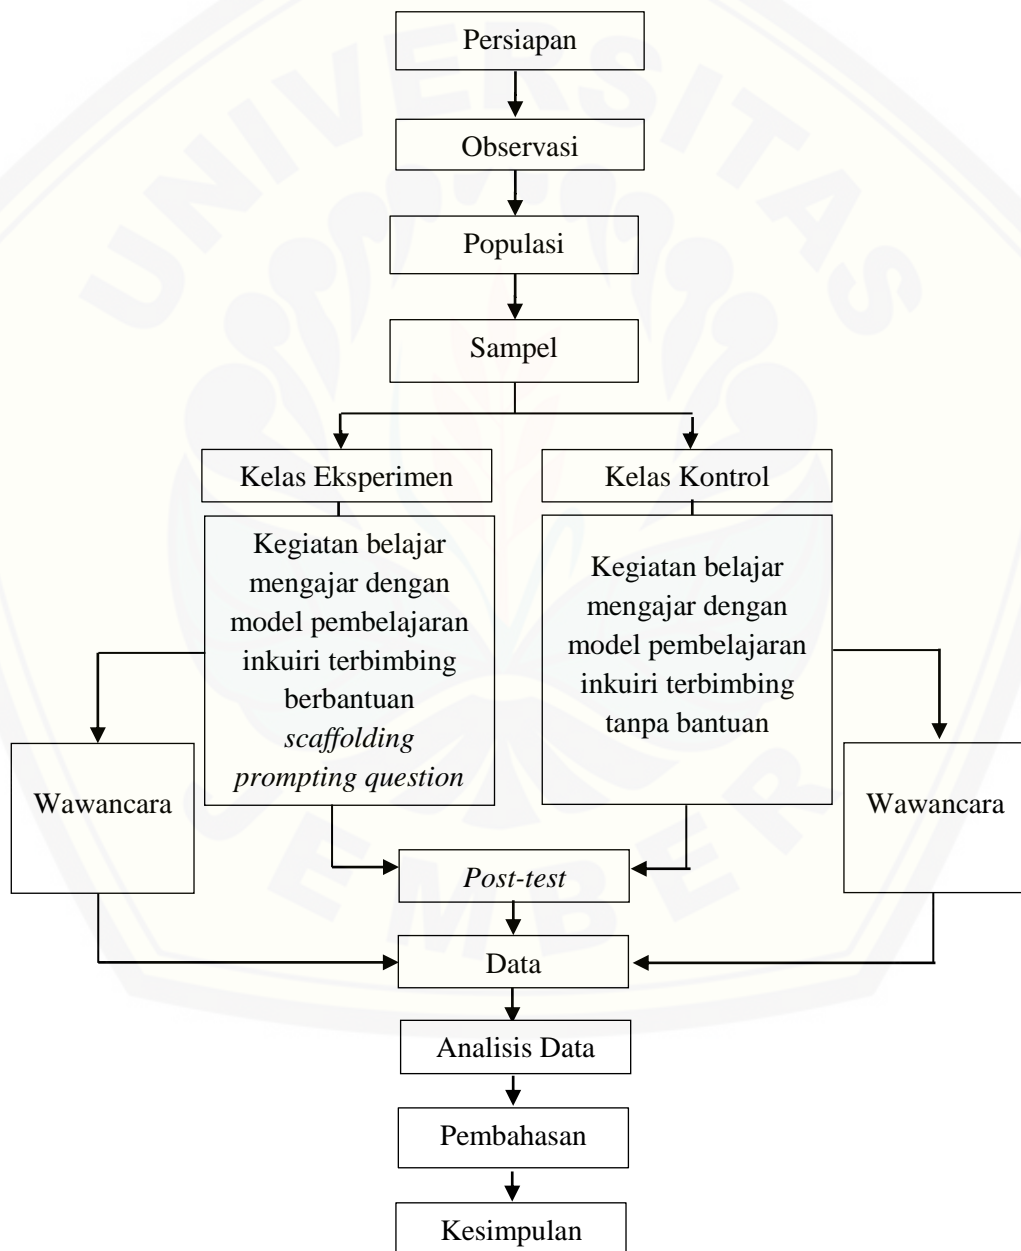 UNIVERSITAS
Persiapan
Observasi
Populasi
Sampel
Kelas Eksperimen
Kelas Kontrol
Kegiatan belajar
mengajar dengan
model pembelajaran
inkuiri terbimbing
berbantuan
scaffolding
prompting question
Kegiatan belajar
mengajar dengan
model pembelajaran
inkuiri terbimbing
tanpa bantuan
Wawancara
Wawancara
Post-test
JEMBER
Data
Analisis Data
Pembahasan
Kesimpulan